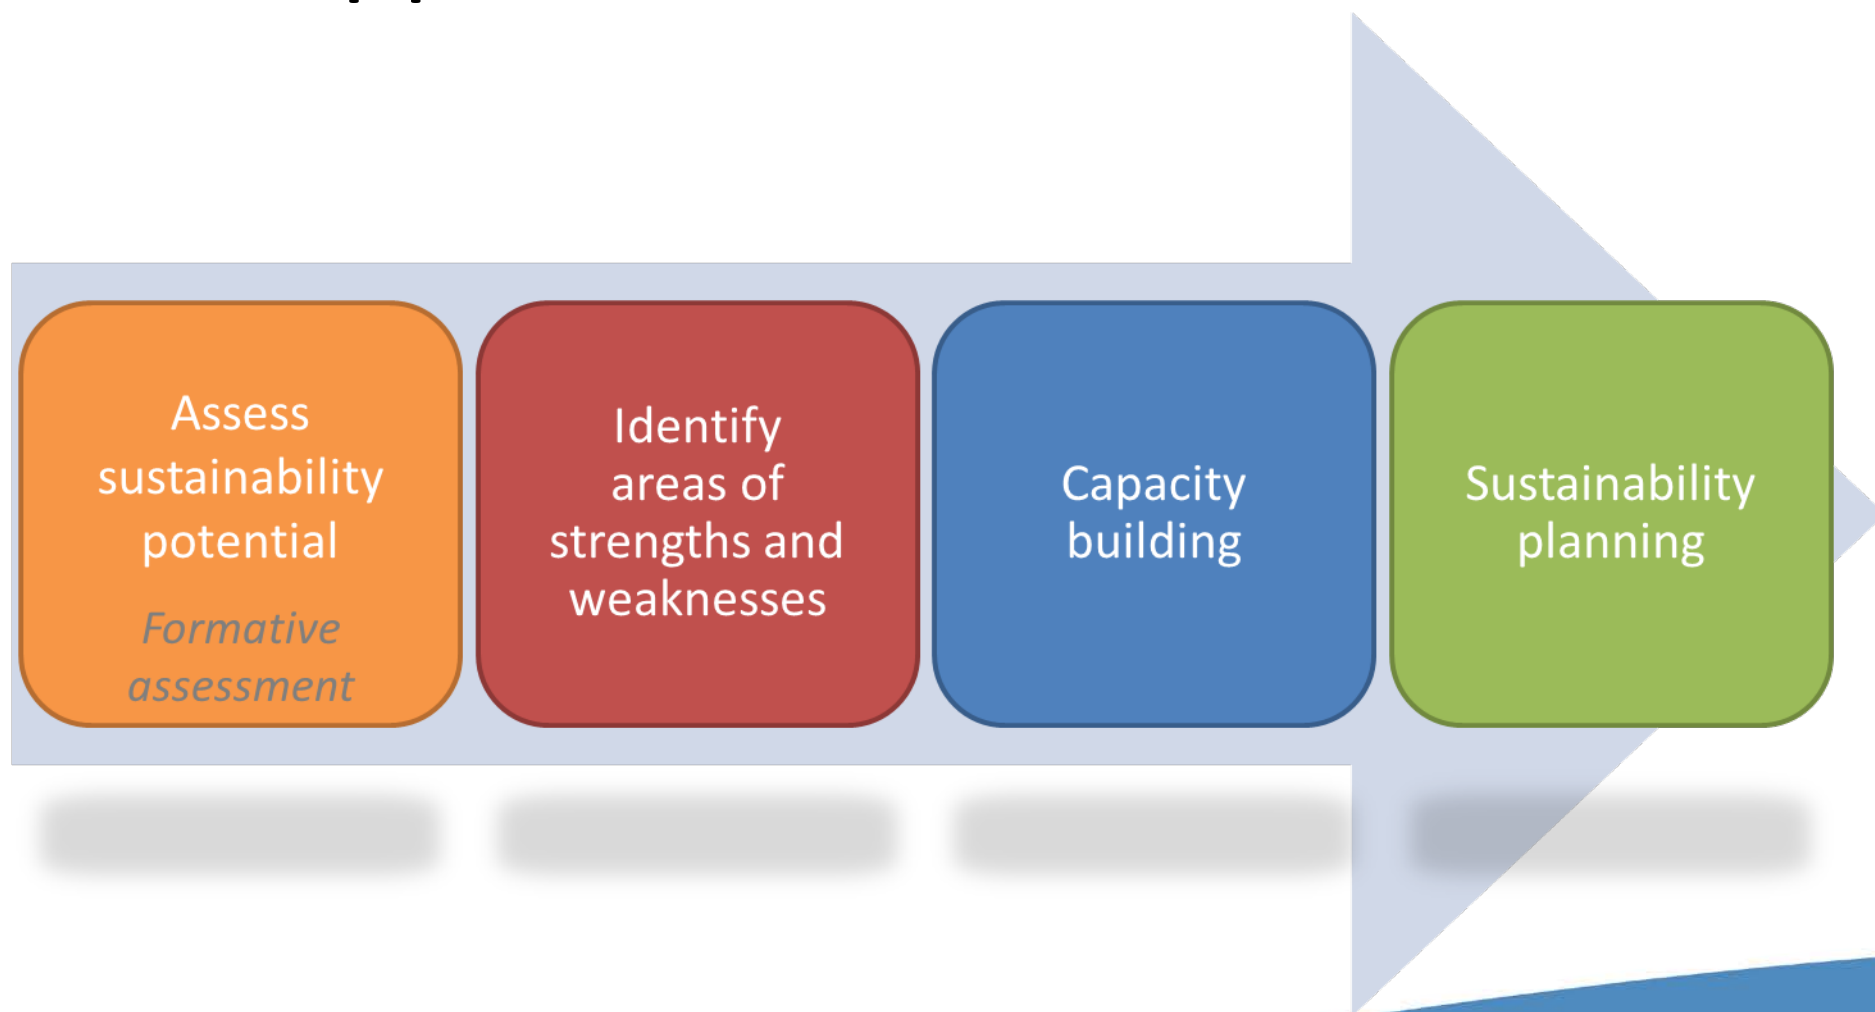 Assess
sustainability
potential
Formative
assessment
Identify
areas of
strengths and
weaknesses
Capacity
building
Sustainability
planning